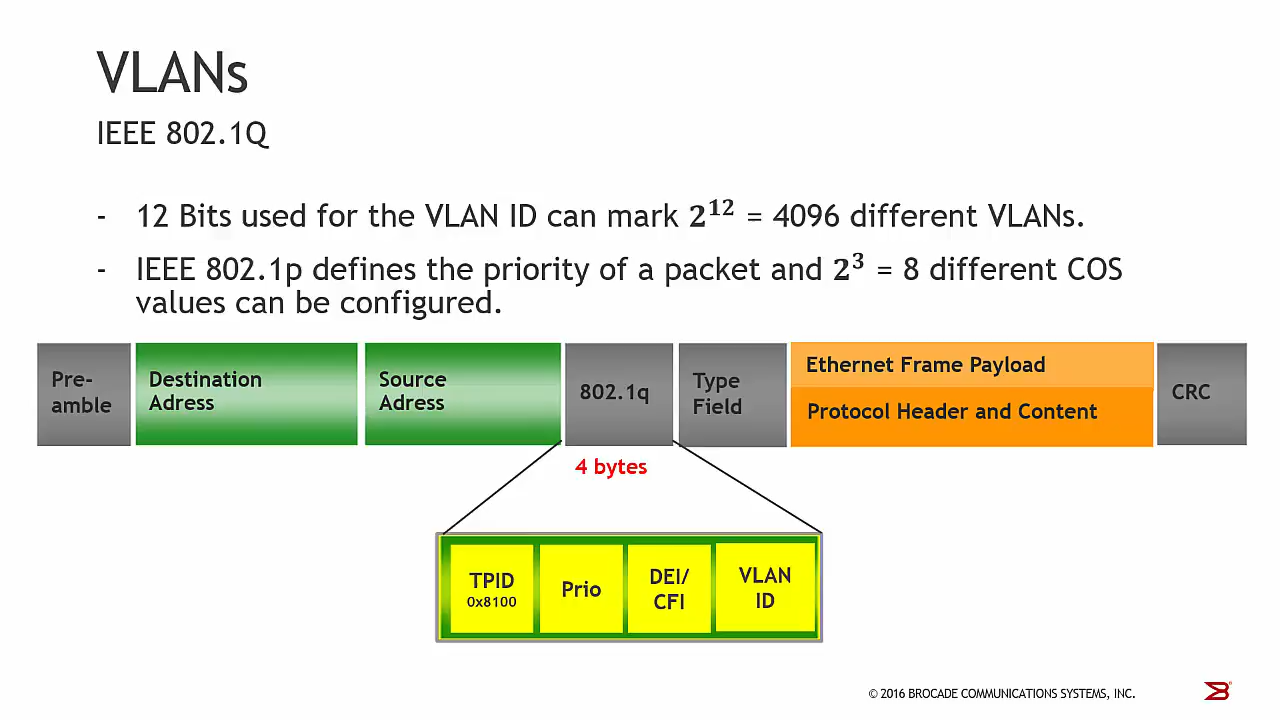 VLANs
IEEE 802.1Q
- 12 Bits used for the VLAN ID can mark 2¹² = 4096 different VLANs.
- IEEE 802.1p defines the priority of a packet and 2³ = 8 different COS
values can be configured.
Pre-
amble
Destination
Adress
Source
Adress
802.1q
Type
Field
Ethernet Frame Payload
Protocol Header and Content
CRC
4 bytes
TPID
0x8100
Prio
DEI/
CFI
VLAN
ID
© 2016 BROCADE COMMUNICATIONS SYSTEMS, INC.